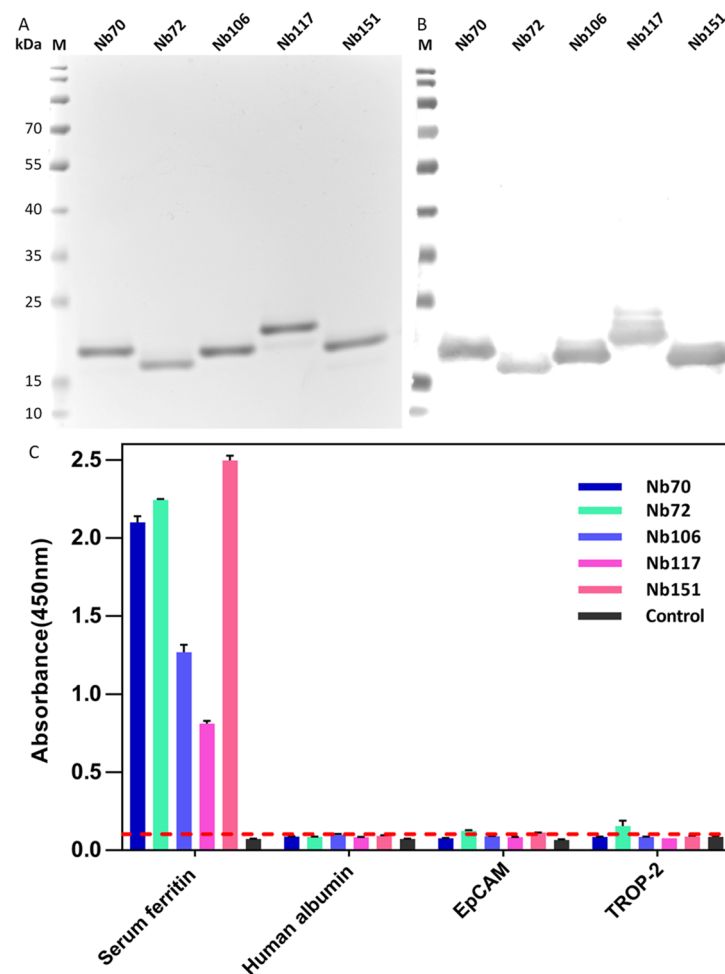 A
kDa M Nb70 Nb72 Nb106 Nb117 Nb151
70
55
40
35
25
15
10
B
M Nb70 Nb72 Nb106 Nb117 Nb151
C
Absorbance(450nm)
2.5
2.0
1.5
1.0
0.5
0.0
Nb70
Nb72
Nb106
Nb117
Nb151
Control
Serum ferritin
Human albumin
EpCAM
TROP-2